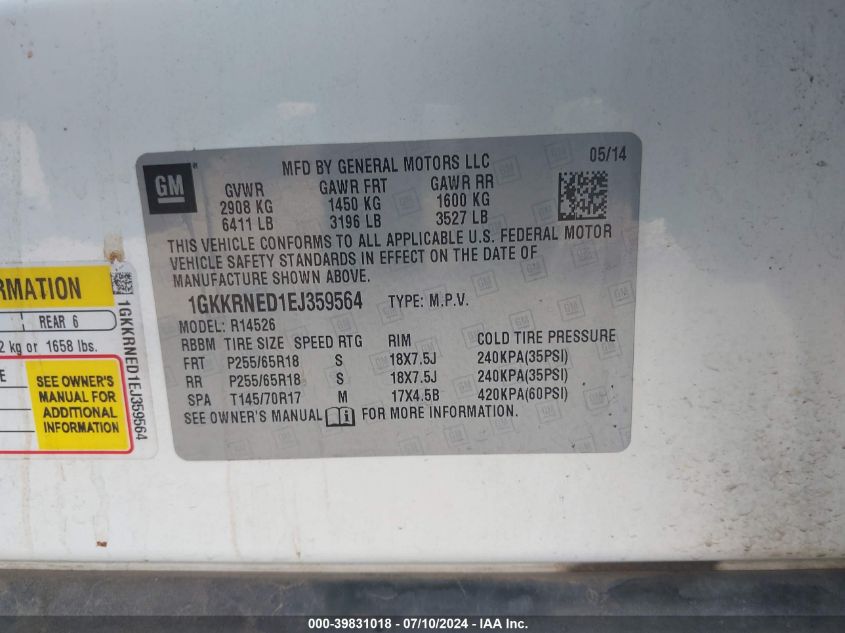 GM
MFD BY GENERAL MOTORS LLC 05/14
GVWR GAWR FRT GAWR RR
2908 KG 1450 KG 1600 KG
6411 LB 3196 LB 3527 LB
THIS VEHICLE CONFORMS TO ALL APPLICABLE U.S. FEDERAL MOTOR
VEHICLE SAFETY STANDARDS IN EFFECT ON THE DATE OF
MANUFACTURE SHOWN ABOVE.
1GKKRNED1EJ359564 TYPE: M.P.V.
MODEL: R14526
RBBM TIRE SIZE SPEED RTG RIM COLD TIRE PRESSURE
FRT P255/65R18 S 18X7.5J 240KPA(35PSI)
RR P255/65R18 S 18X7.5J 240KPA(35PSI)
SPA T145/70R17 M 17X4.5B 420KPA(60PSI)
SEE OWNER'S MANUAL FOR MORE INFORMATION.
RMATION
REAR 6
2 kg or 1658 lbs.
E
SEE OWNER'S
MANUAL FOR
ADDITIONAL
INFORMATION
1GKKRNED1EJ359564
000-39831018 - 07/10/2024 - IAA Inc.